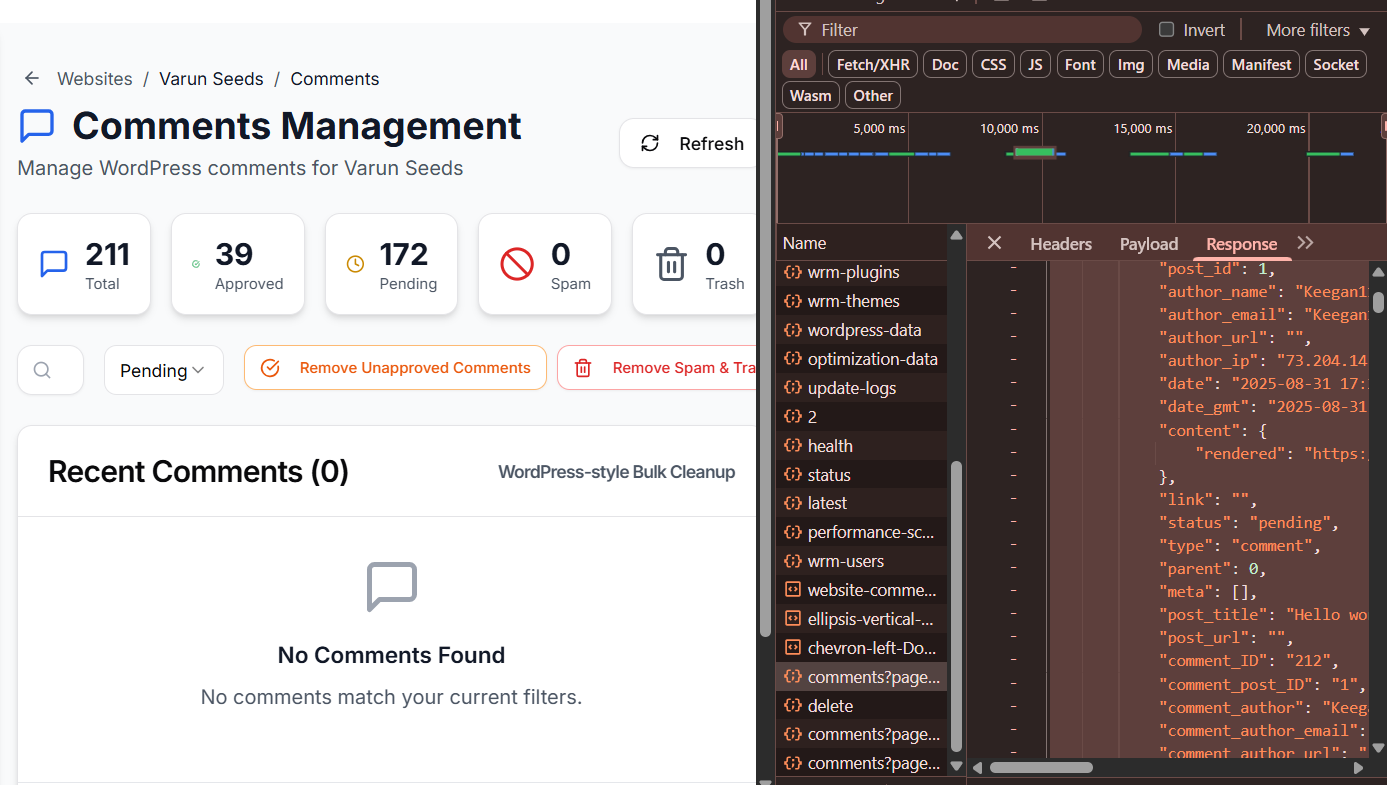 Websites / Varun Seeds / Comments
Comments Management
Manage WordPress comments for Varun Seeds
Refresh
211 Total
39 Approved
172 Pending
0 Spam
0 Trash
Pending
Remove Unapproved Comments
Remove Spam & Tra
Recent Comments (0)
WordPress-style Bulk Cleanup
No Comments Found
No comments match your current filters.
Filter
Invert
More filters
All Fetch/XHR Doc CSS JS Font Img Media Manifest Socket
Wasm Other
5,000 ms 10,000 ms 15,000 ms 20,000 ms
Name
wrm-plugins
wrm-themes
wordpress-data
optimization-data
update-logs
2
health
status
latest
performance-sc...
wrm-users
website-comme...
ellipsis-vertical-...
chevron-left-Do...
comments?page...
delete
comments?page...
comments?page...
Headers Payload Response
"post_id": 1,
"author_name": "Keegan1
"author_email": "Keegan
"author_url": "",
"author_ip": "73.204.14
"date": "2025-08-31 17:
"date_gmt": "2025-08-31
"content": {
"rendered": "https:
},
"link": "",
"status": "pending",
"type": "comment",
"parent": 0,
"meta": [],
"post_title": "Hello wo
"post_url": "",
"comment_ID": "212",
"comment_post_ID": "1",
"comment_author": "Keeg
"comment_author_email":
"comment_author_url": "